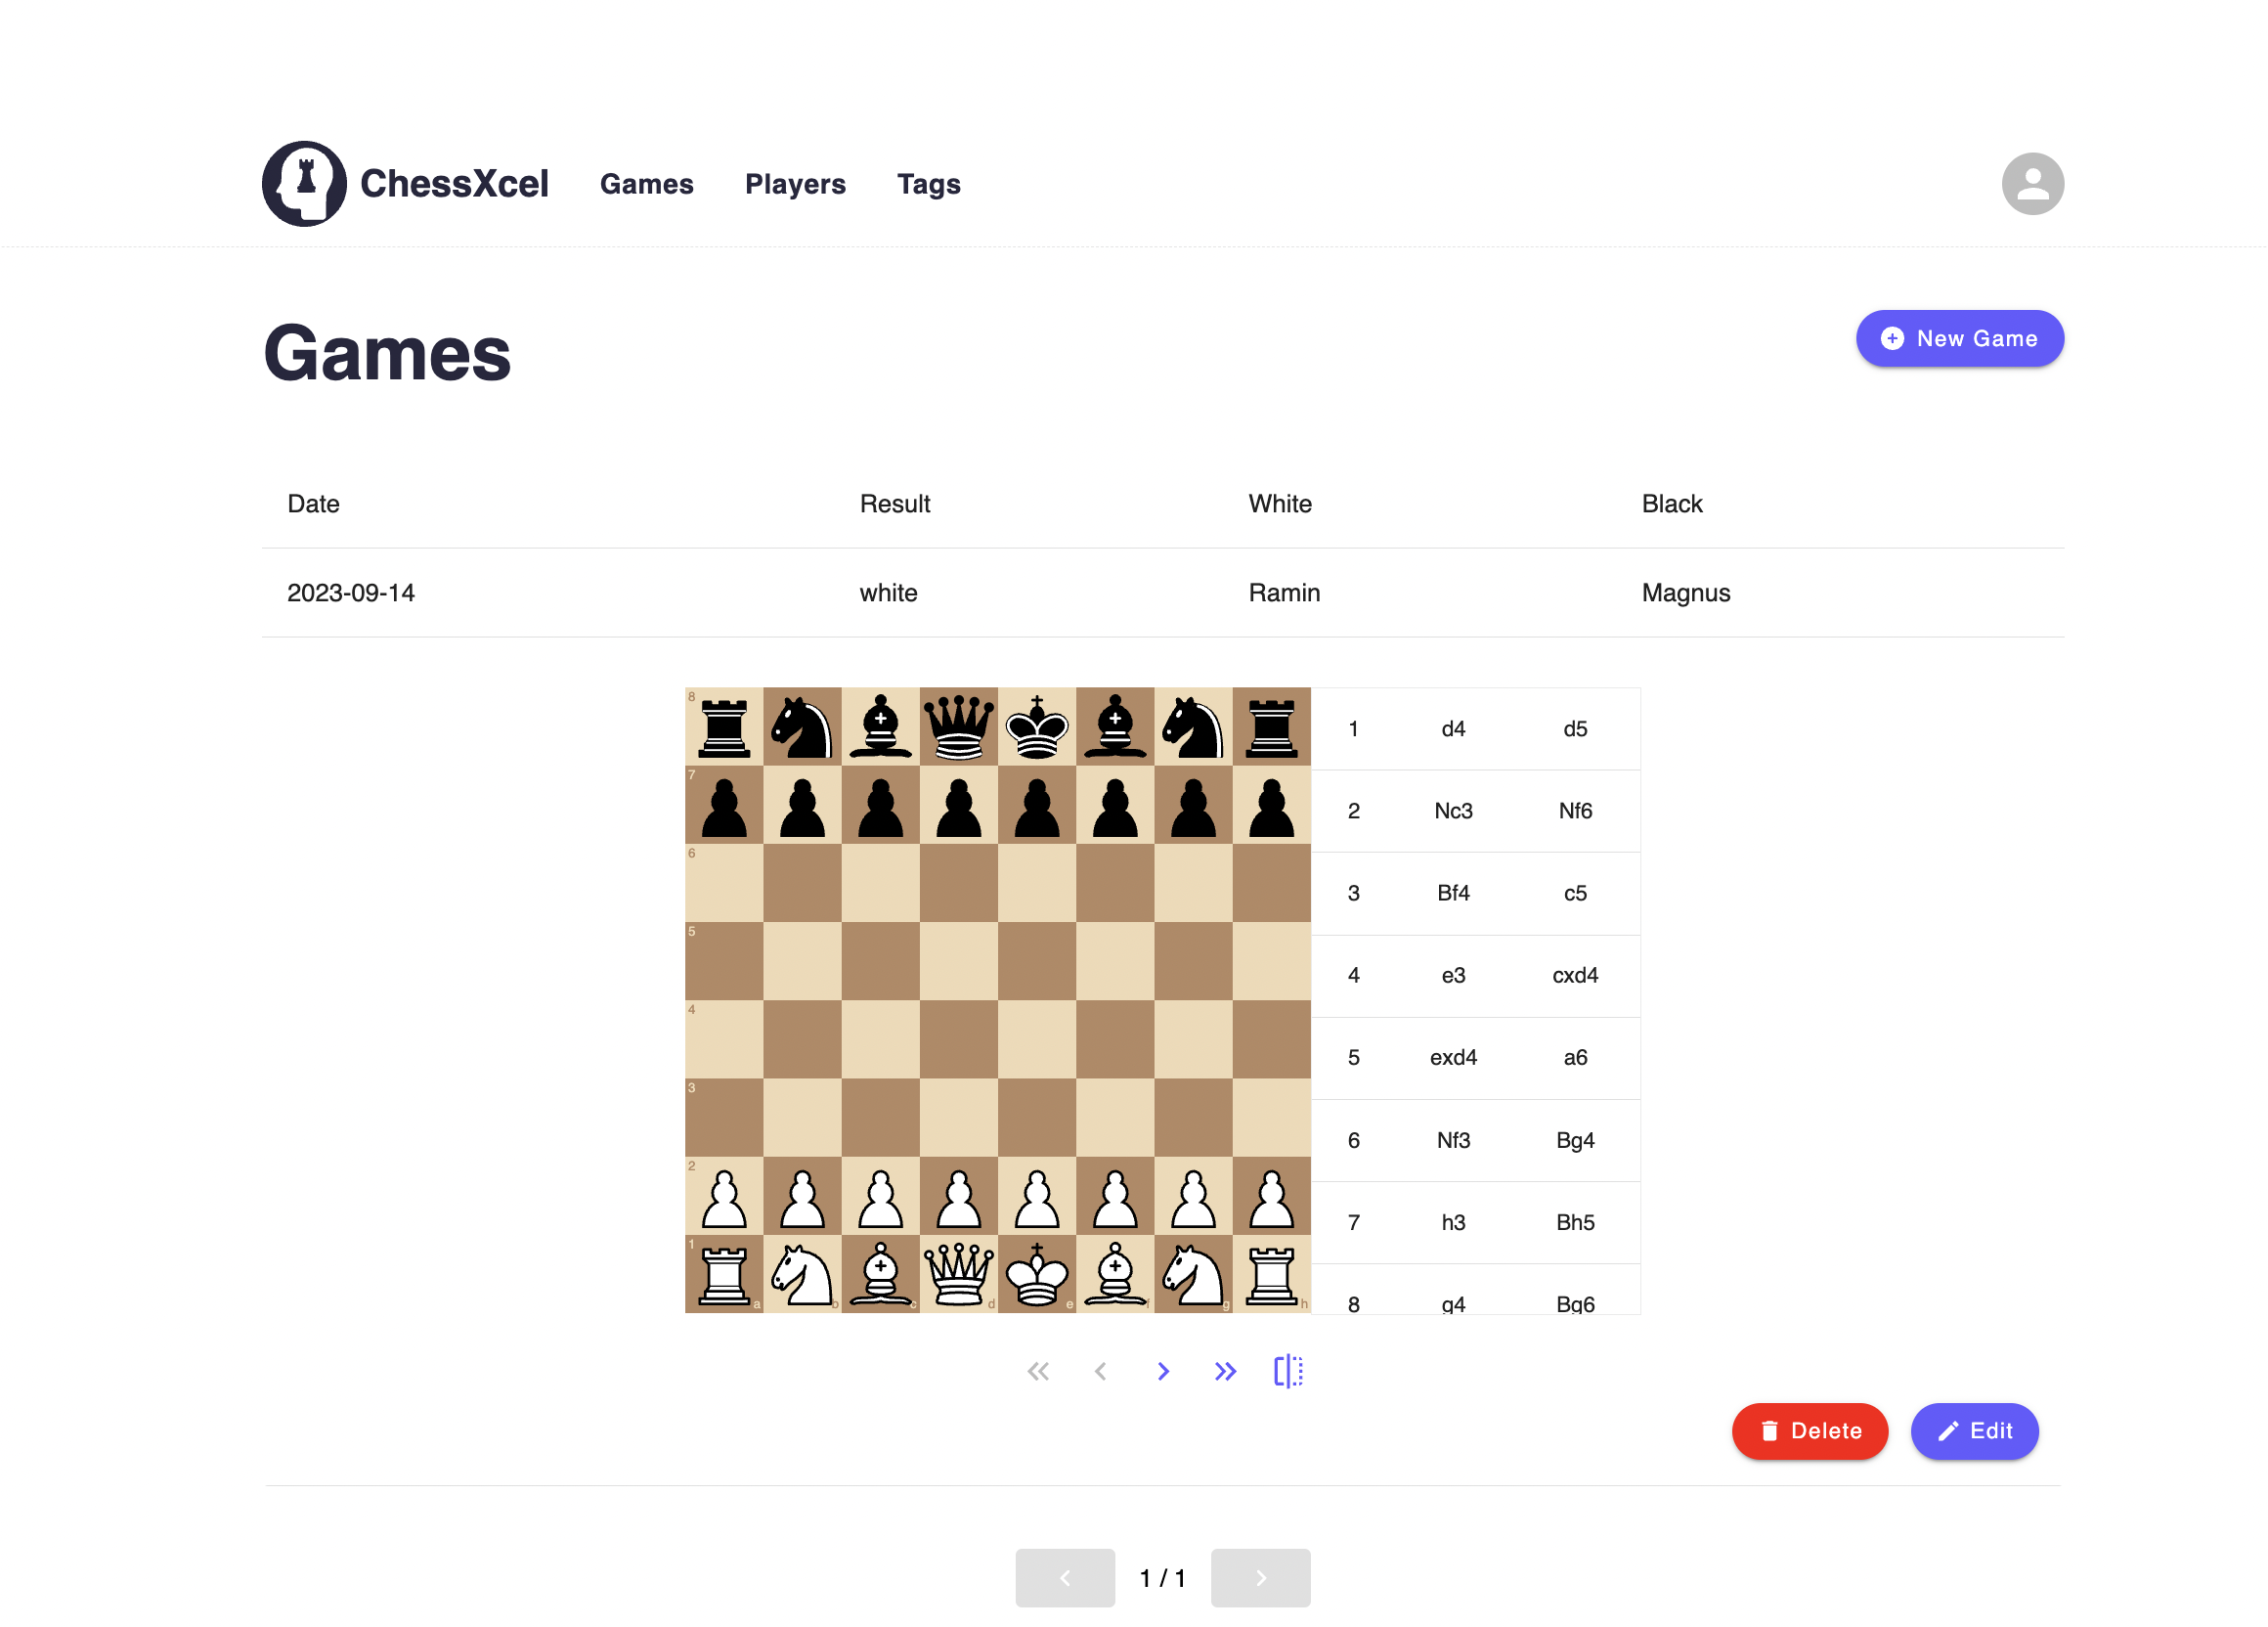 ChessXcel Games Players Tags
Games
New Game
Date Result White Black
2023-09-14 white Ramin Magnus
8
1 d4 d5
7
2 Nc3 Nf6
6
3 Bf4 c5
5
4 e3 cxd4
4
5 exd4 a6
3
6 Nf3 Bg4
2
7 h3 Bh5
1
8 g4 Bg6
a b c d e f g h
Delete Edit
1 / 1